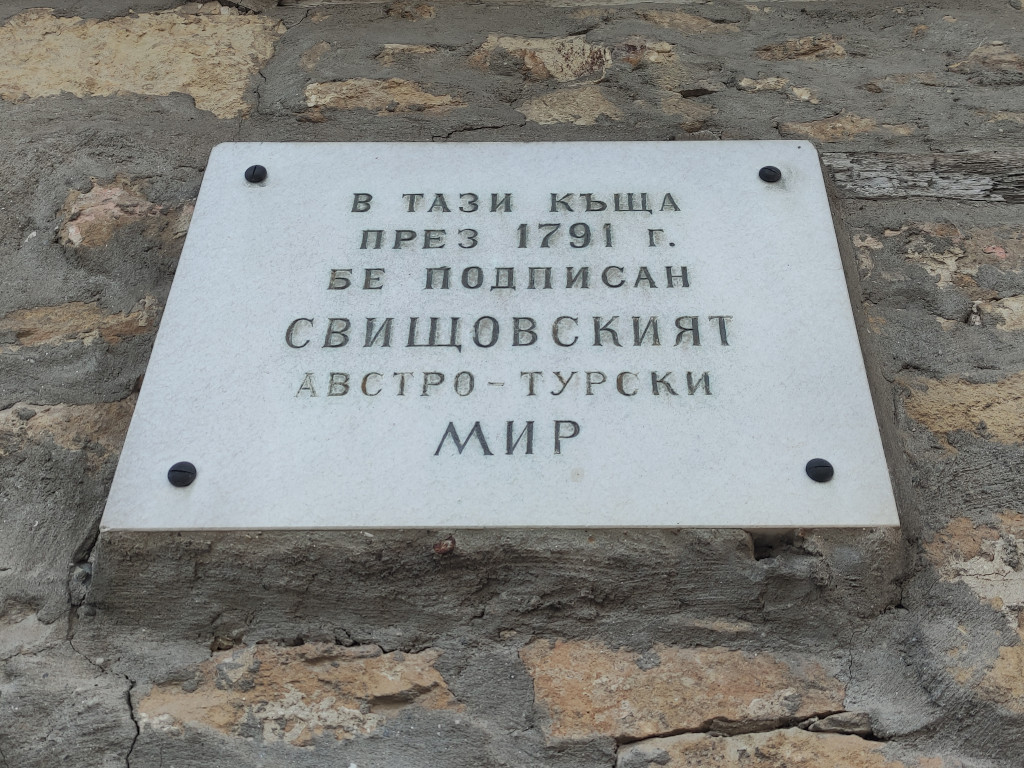 В ТАЗИ КЪЩА
ПРЕЗ 1791 г.
БЕ ПОДПИСАН
СВИЩОВСКИЯТ
АВСТРО-ТУРСКИ
МИР